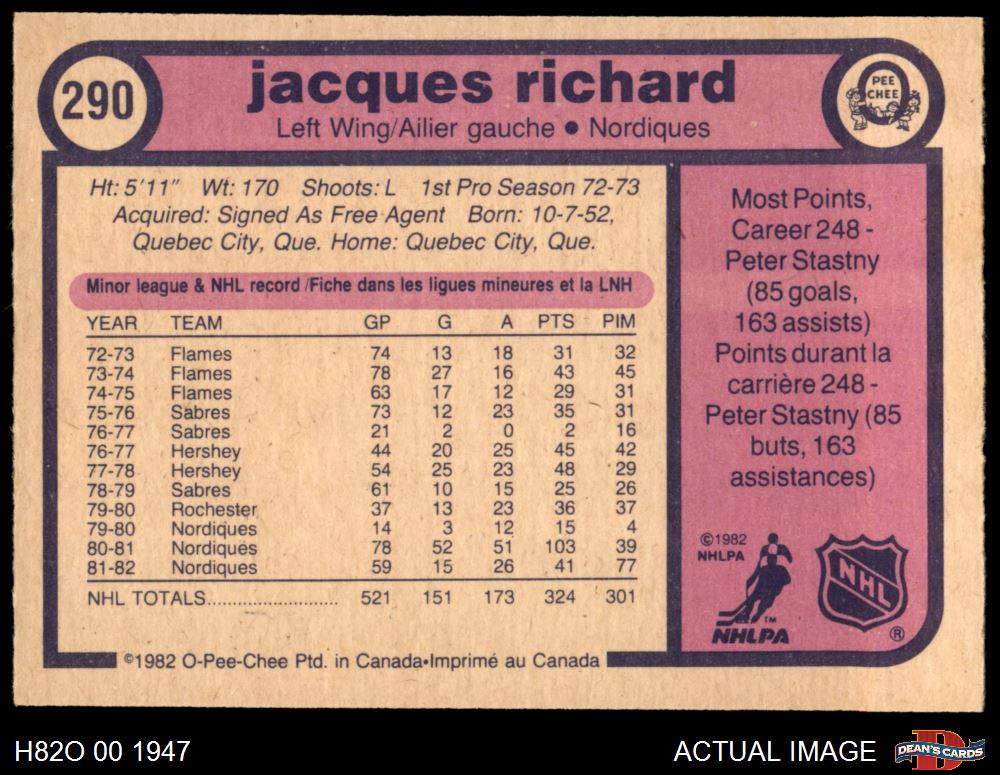 290
jacques richard
Left Wing/Ailier gauche • Nordiques
O
PEE
CHEE
Ht: 5'11" Wt: 170 Shoots: L 1st Pro Season 72-73
Acquired: Signed As Free Agent Born: 10-7-52,
Quebec City, Que. Home: Quebec City, Que.
Minor league & NHL record /Fiche dans les ligues mineures et la LNH
YEAR TEAM GP G A PTS PIM
72-73 Flames 74 13 18 31 32
73-74 Flames 78 27 16 43 45
74-75 Flames 63 17 12 29 31
75-76 Sabres 73 12 23 35 31
76-77 Sabres 21 2 0 2 16
76-77 Hershey 44 20 25 45 42
77-78 Hershey 54 25 23 48 29
78-79 Sabres 61 10 15 25 26
79-80 Rochester 37 13 23 36 37
79-80 Nordiques 14 3 12 15 4
80-81 Nordiques 78 52 51 103 39
81-82 Nordiques 59 15 26 41 77
NHL TOTALS........................... 521 151 173 324 301
©1982 O-Pee-Chee Ptd. in Canada•Imprimé au Canada
Most Points,
Career 248 -
Peter Stastny
(85 goals,
163 assists)
Points durant la
carrière 248 -
Peter Stastny (85
buts, 163
assistances)
©1982
NHLPA
TM
NHLPA
NHL
®
H82O 00 1947
ACTUAL IMAGE
D
DEAN'S CARDS